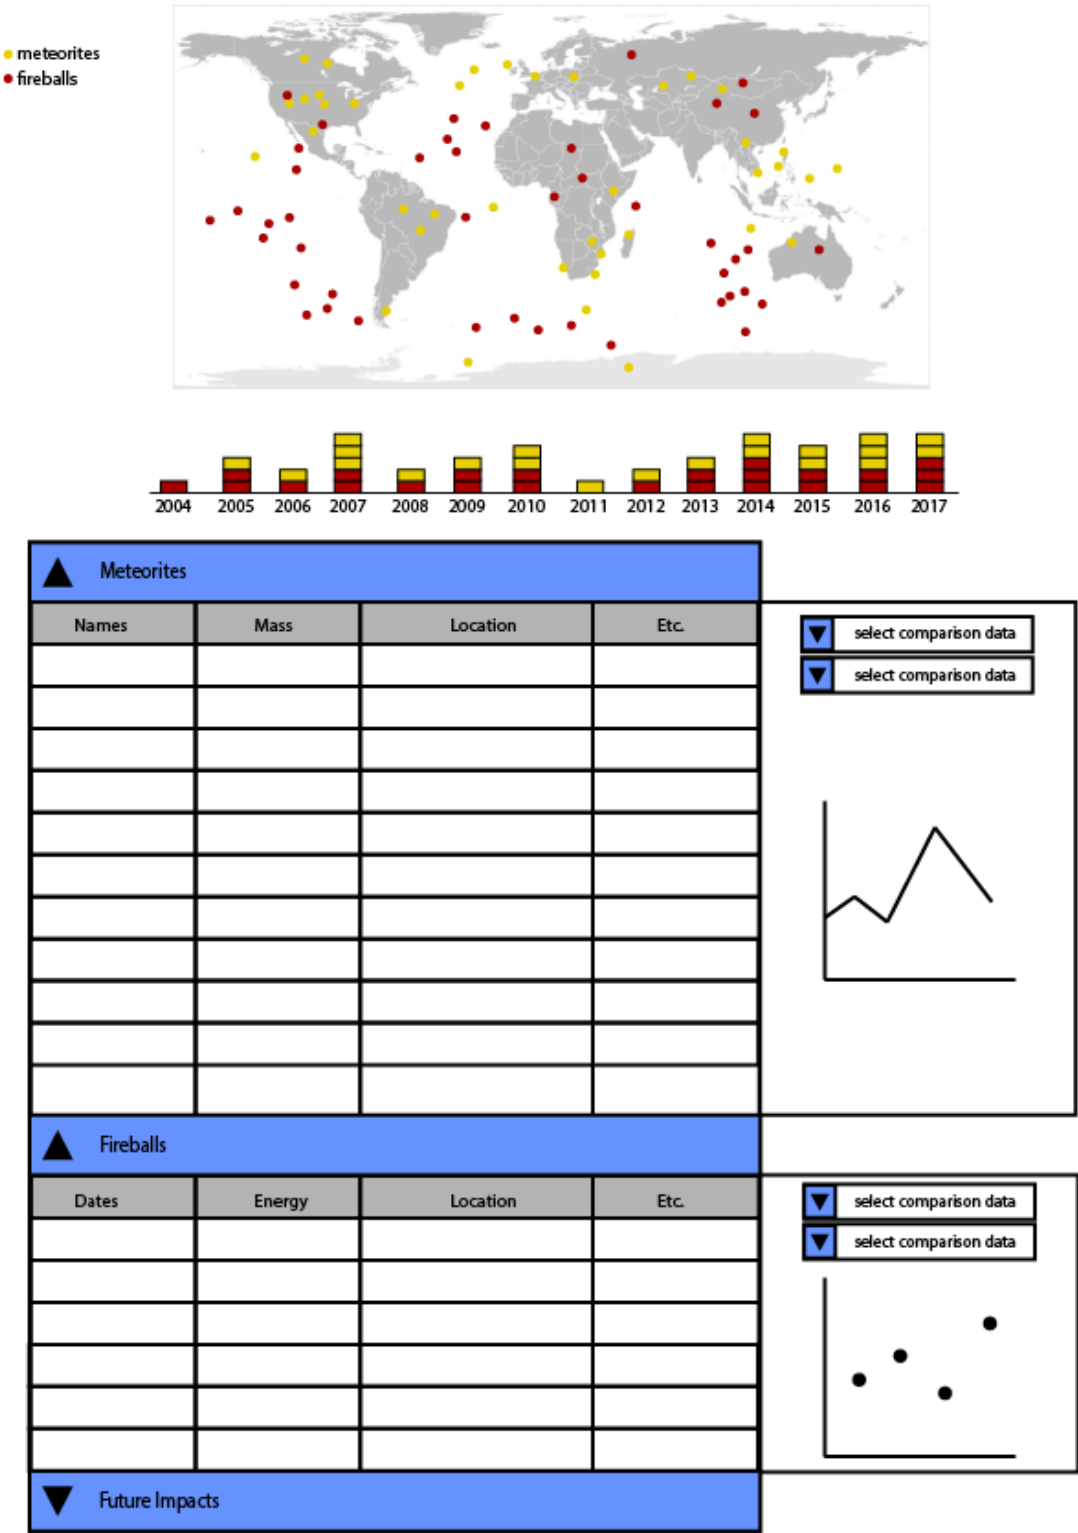 meteorites
fireballs
2004 2005 2006 2007 2008 2009 2010 2011 2012 2013 2014 2015 2016 2017
Meteorites
Names Mass Location Etc.
select comparison data
select comparison data
Fireballs
Dates Energy Location Etc.
select comparison data
select comparison data
Future Impacts